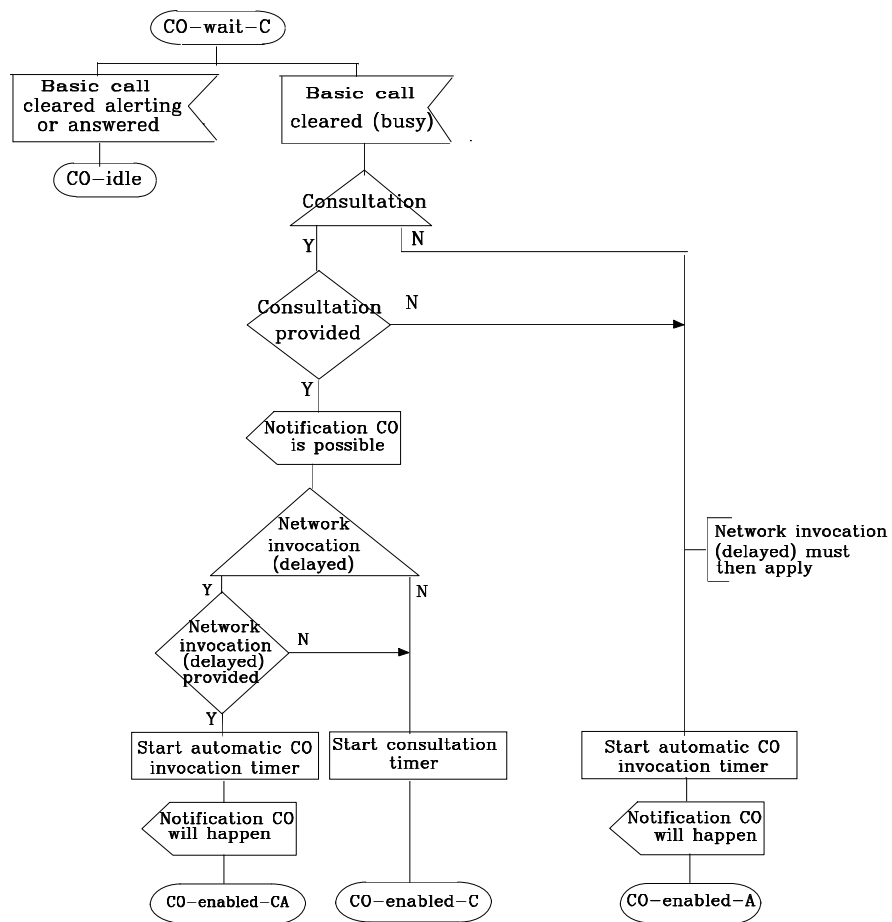 CO-wait-C
Basic call
cleared alerting
or answered
Basic call
cleared (busy)
CO-idle
Consultation
Y
N
Consultation
provided
N
Y
Notification CO
is possible
Network
invocation
(delayed)
Network invocation
(delayed) must
then apply
Y
N
Network
invocation
(delayed)
provided
N
Y
Start automatic CO
invocation timer
Start consultation
timer
Start automatic CO
invocation timer
Notification CO
will happen
Notification CO
will happen
CO-enabled-CA
CO-enabled-C
CO-enabled-A